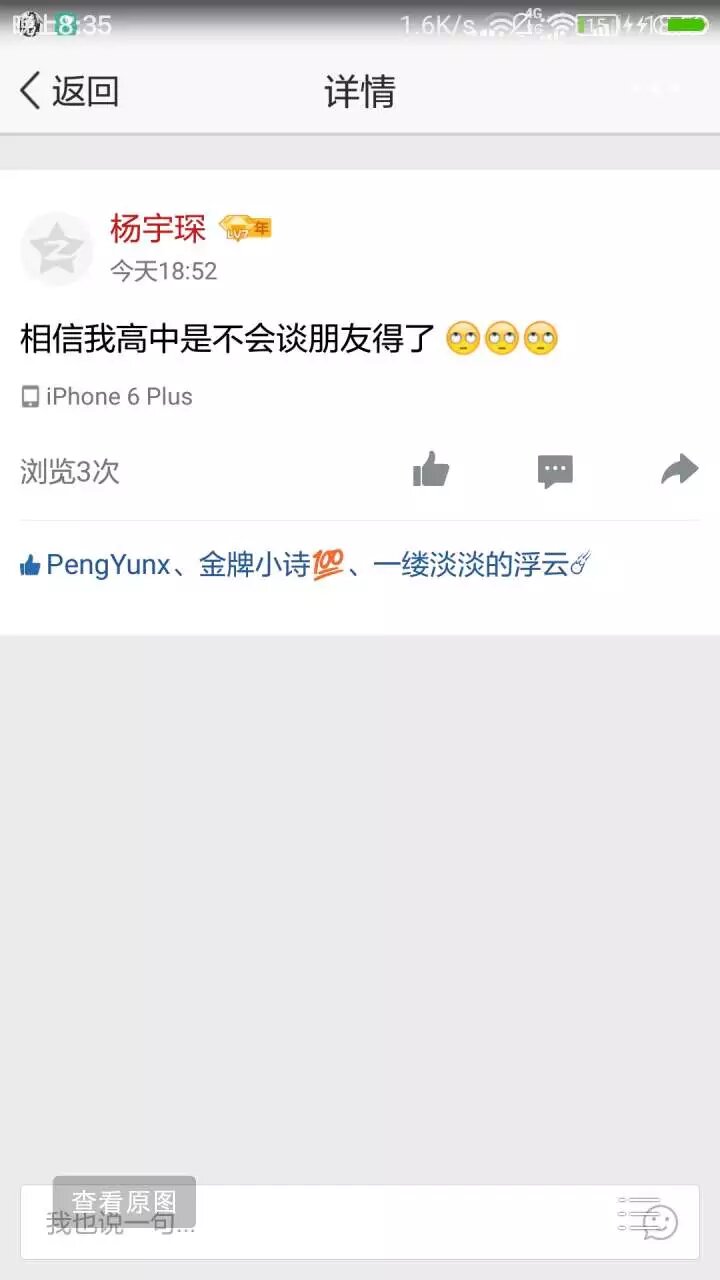 晚上8:35 1.6K/s 4G 15
返回 详情
杨宇琛 LV7 年
今天18:52
相信我高中是不会谈朋友得了 🙄🙄🙄
iPhone 6 Plus
浏览3次
PengYunx、金牌小诗💯、一缕淡淡的浮云☄
查看原图
我也说一句...